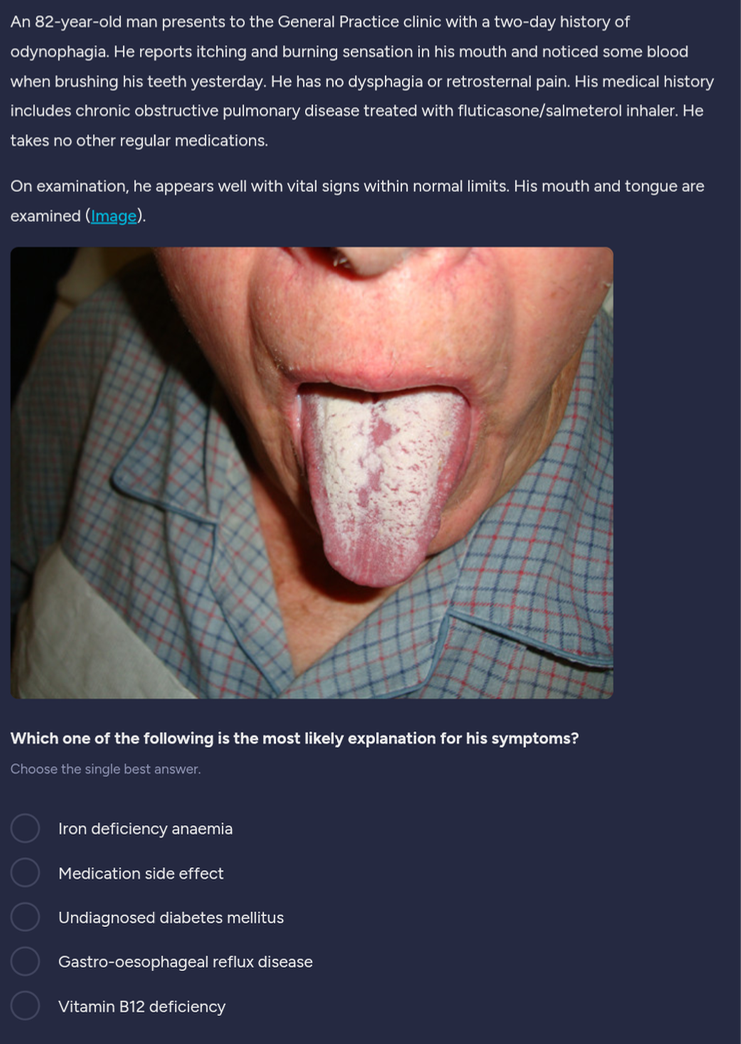 An 82-year-old man presents to the General Practice clinic with a two-day history of
odynophagia. He reports itching and burning sensation in his mouth and noticed some blood
when brushing his teeth yesterday. He has no dysphagia or retrosternal pain. His medical history
includes chronic obstructive pulmonary disease treated with fluticasone/salmeterol inhaler. He
takes no other regular medications.
On examination, he appears well with vital signs within normal limits. His mouth and tongue are
examined (Image).
Which one of the following is the most likely explanation for his symptoms?
Choose the single best answer.
Iron deficiency anaemia
Medication side effect
Undiagnosed diabetes mellitus
Gastro-oesophageal reflux disease
Vitamin B12 deficiency